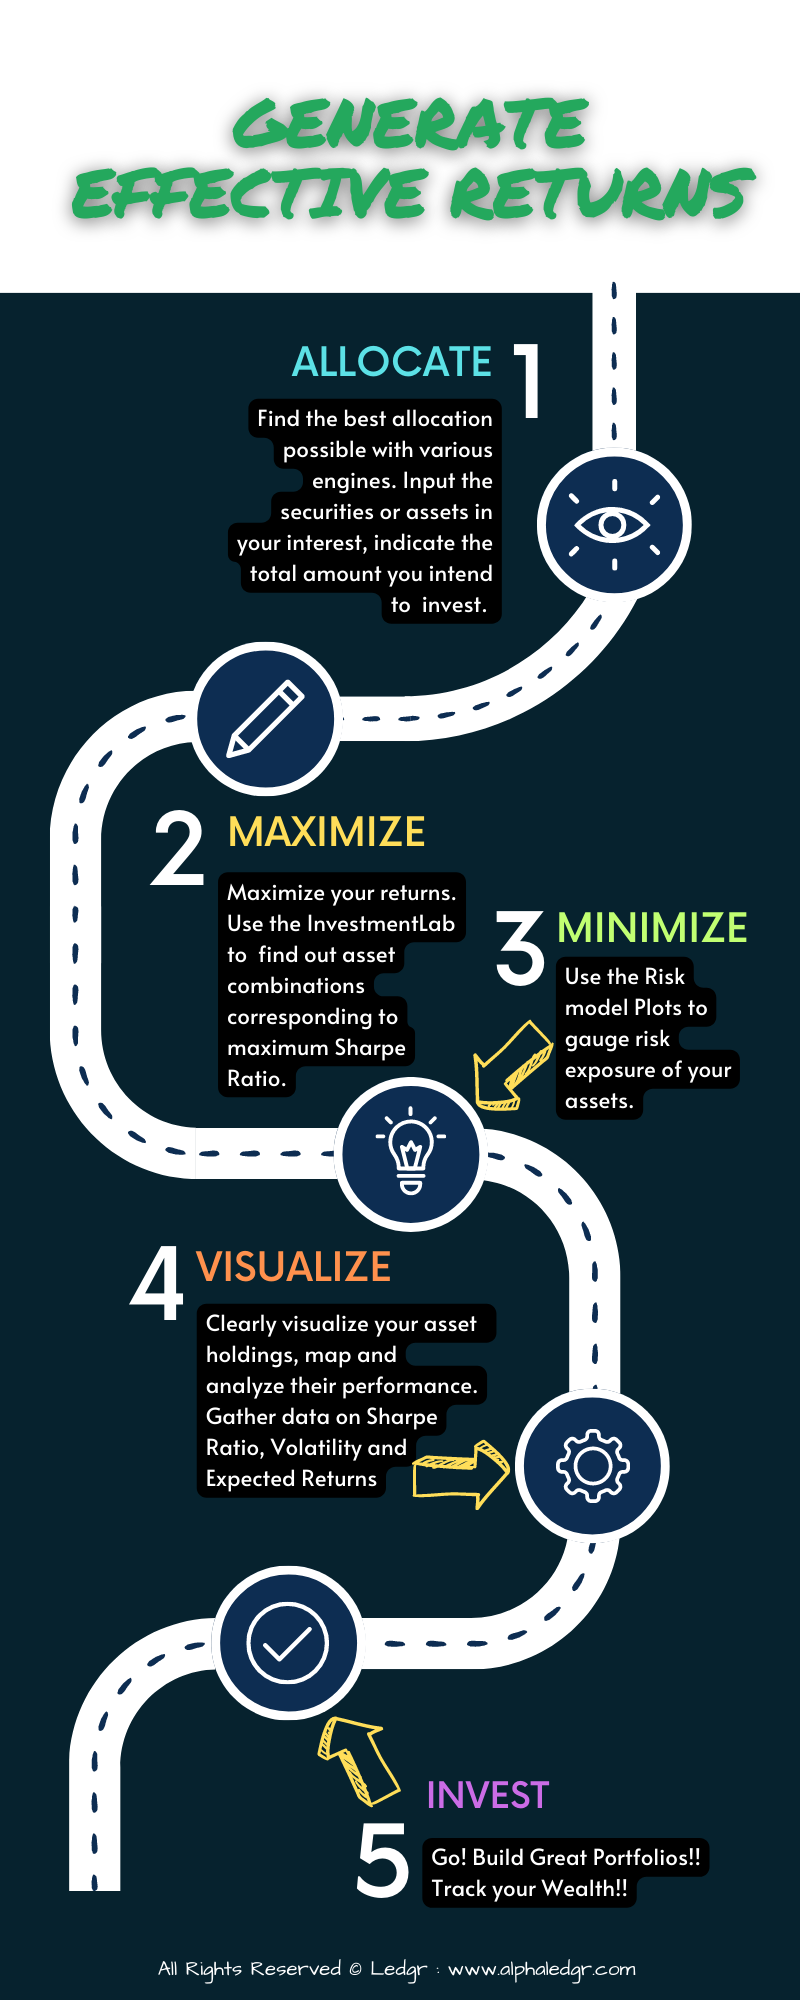 GENERATE
EFFECTIVE RETURNS
ALLOCATE 1
Find the best allocation
possible with various
engines. Input the
securities or assets in
your interest, indicate the
total amount you intend
to invest.
2 MAXIMIZE
Maximize your returns.
Use the InvestmentLab
to find out asset
combinations
corresponding to
maximum Sharpe
Ratio.
3 MINIMIZE
Use the Risk
model Plots to
gauge risk
exposure of your
assets.
4 VISUALIZE
Clearly visualize your asset
holdings, map and
analyze their performance.
Gather data on Sharpe
Ratio, Volatility and
Expected Returns
INVEST
5
Go! Build Great Portfolios!!
Track your Wealth!!
All Rights Reserved © Ledgr : www.alphaledgr.com